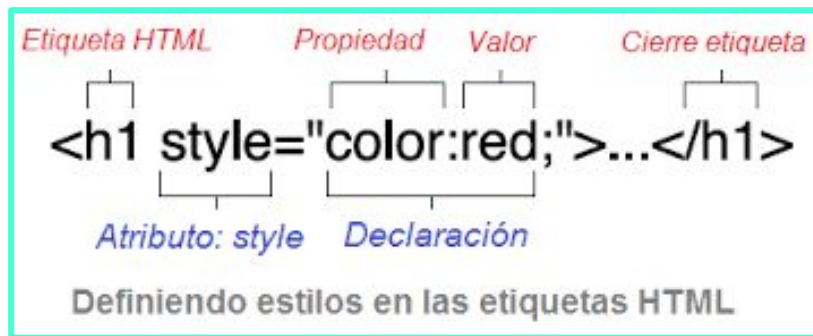 Etiqueta HTML Propiedad Valor Cierre etiqueta
<h1 style="color:red;">...</h1>
Atributo: style Declaración
Definiendo estilos en las etiquetas HTML